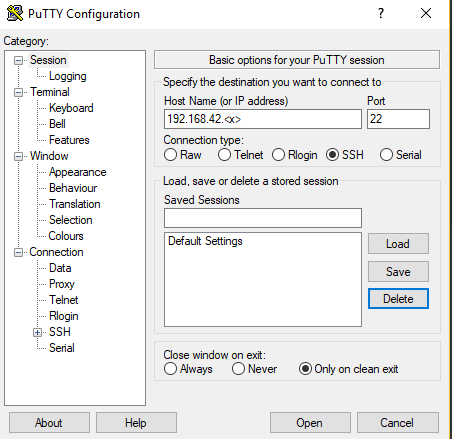 PuTTY Configuration
? ×
Category:
Session
Logging
Terminal
Keyboard
Bell
Features
Window
Appearance
Behaviour
Translation
Selection
Colours
Connection
Data
Proxy
Telnet
Rlogin
SSH
Serial
Basic options for your PuTTY session
Specify the destination you want to connect to
Host Name (or IP address) Port
192.168.42.<x> 22
Connection type:
Raw Telnet Rlogin SSH Serial
Load, save or delete a stored session
Saved Sessions
Default Settings
Load
Save
Delete
Close window on exit:
Always Never Only on clean exit
About Help Open Cancel